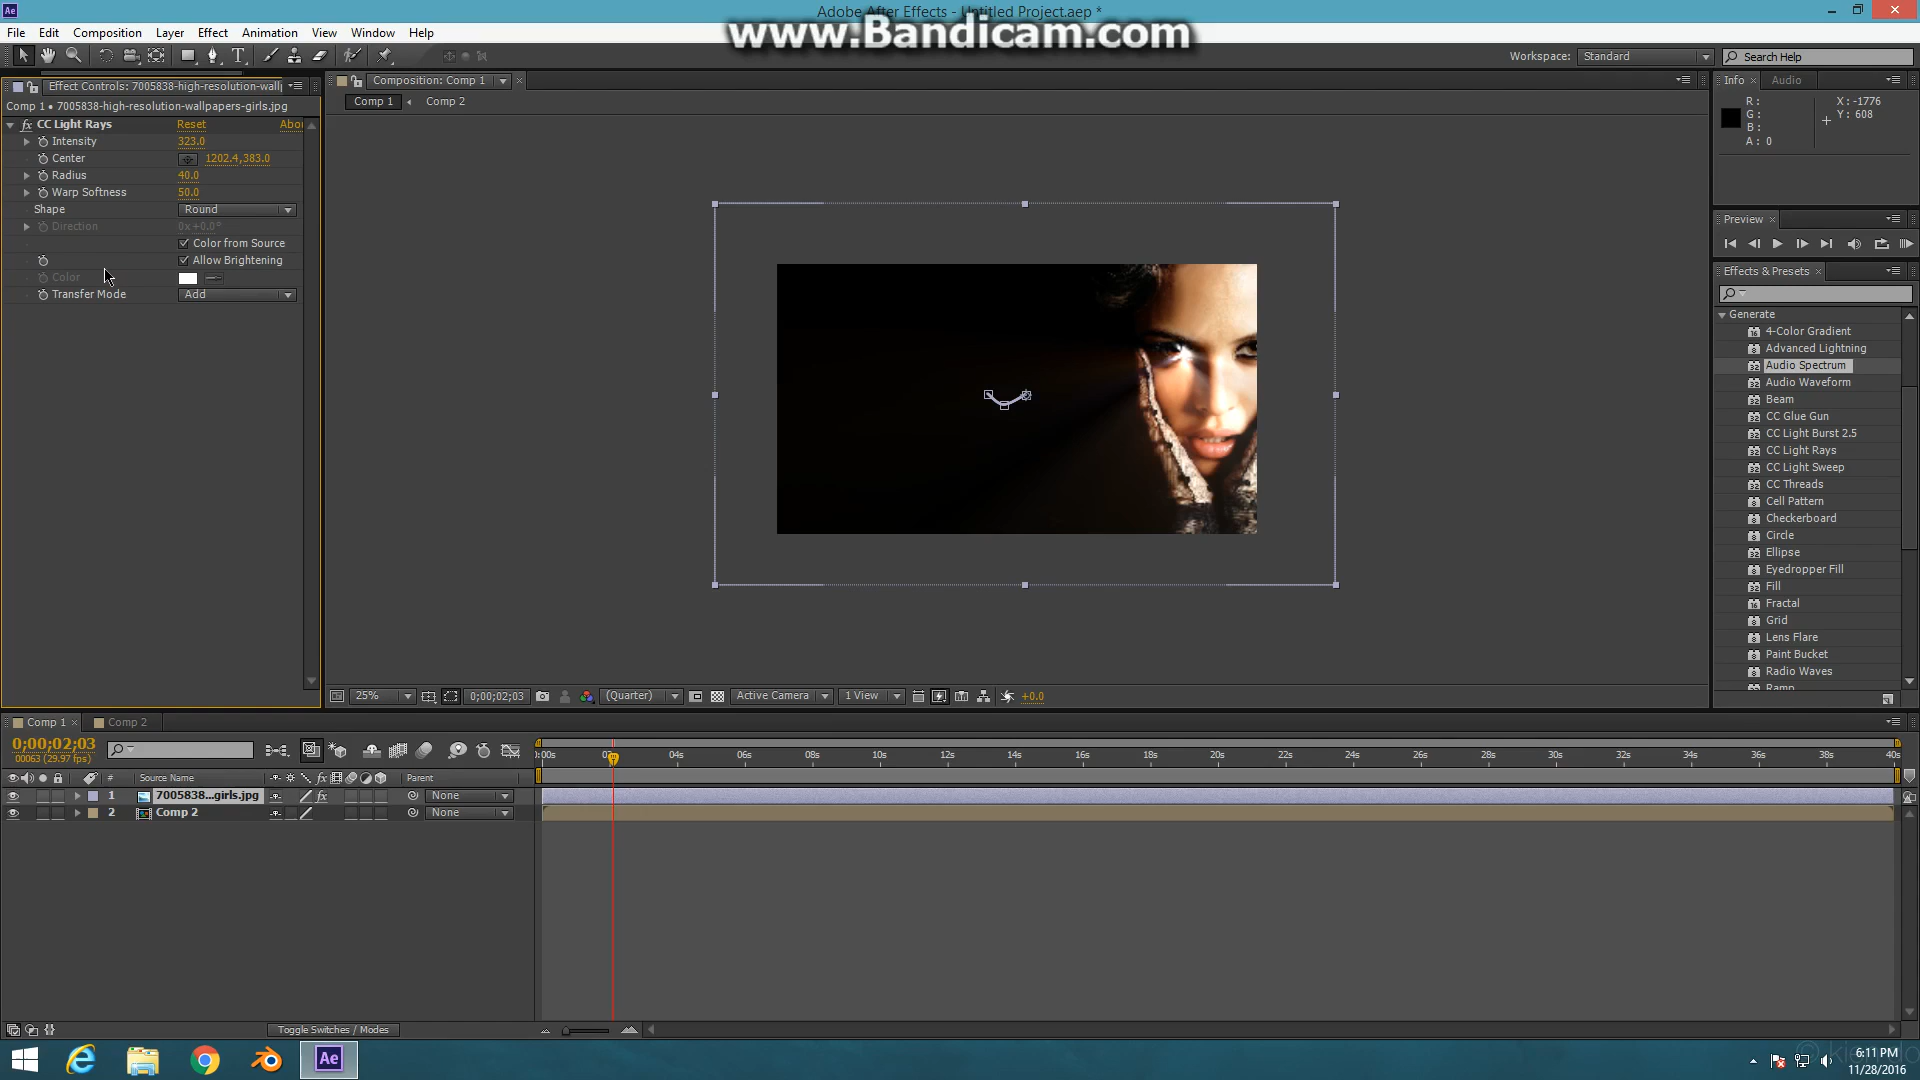 Adobe After Effects - Untitled Project.aep *
www.Bandicam.com
File Edit Composition Layer Effect Animation View Window Help
Workspace: Standard Search Help
Effect Controls: 7005838-high-resolution-wall
Comp 1 • 7005838-high-resolution-wallpapers-girls.jpg
CC Light Rays Reset Abou
Intensity 323.0
Center 1202.4,383.0
Radius 40.0
Warp Softness 50.0
Shape Round
Direction 0x+0.0°
Color from Source
Allow Brightening
Color
Transfer Mode Add
Composition: Comp 1
Comp 1 Comp 2
25% 0;00;02;03 (Quarter) Active Camera 1 View +0.0
Info Audio
R: X: -1776
G: Y: 608
B:
A: 0
Preview
Effects & Presets
Generate
4-Color Gradient
Advanced Lightning
Audio Spectrum
Audio Waveform
Beam
CC Glue Gun
CC Light Burst 2.5
CC Light Rays
CC Light Sweep
CC Threads
Cell Pattern
Checkerboard
Circle
Ellipse
Eyedropper Fill
Fill
Fractal
Grid
Lens Flare
Paint Bucket
Radio Waves
Ramp
Comp 1 Comp 2
0;00;02;03
00063 (29.97 fps)
# Source Name Parent
1 7005838...girls.jpg None
2 Comp 2 None
:00s 04s 06s 08s 10s 12s 14s 16s 18s 20s 22s 24s 26s 28s 30s 32s 34s 36s 38s 40s
Toggle Switches / Modes
6:11 PM
11/28/2016